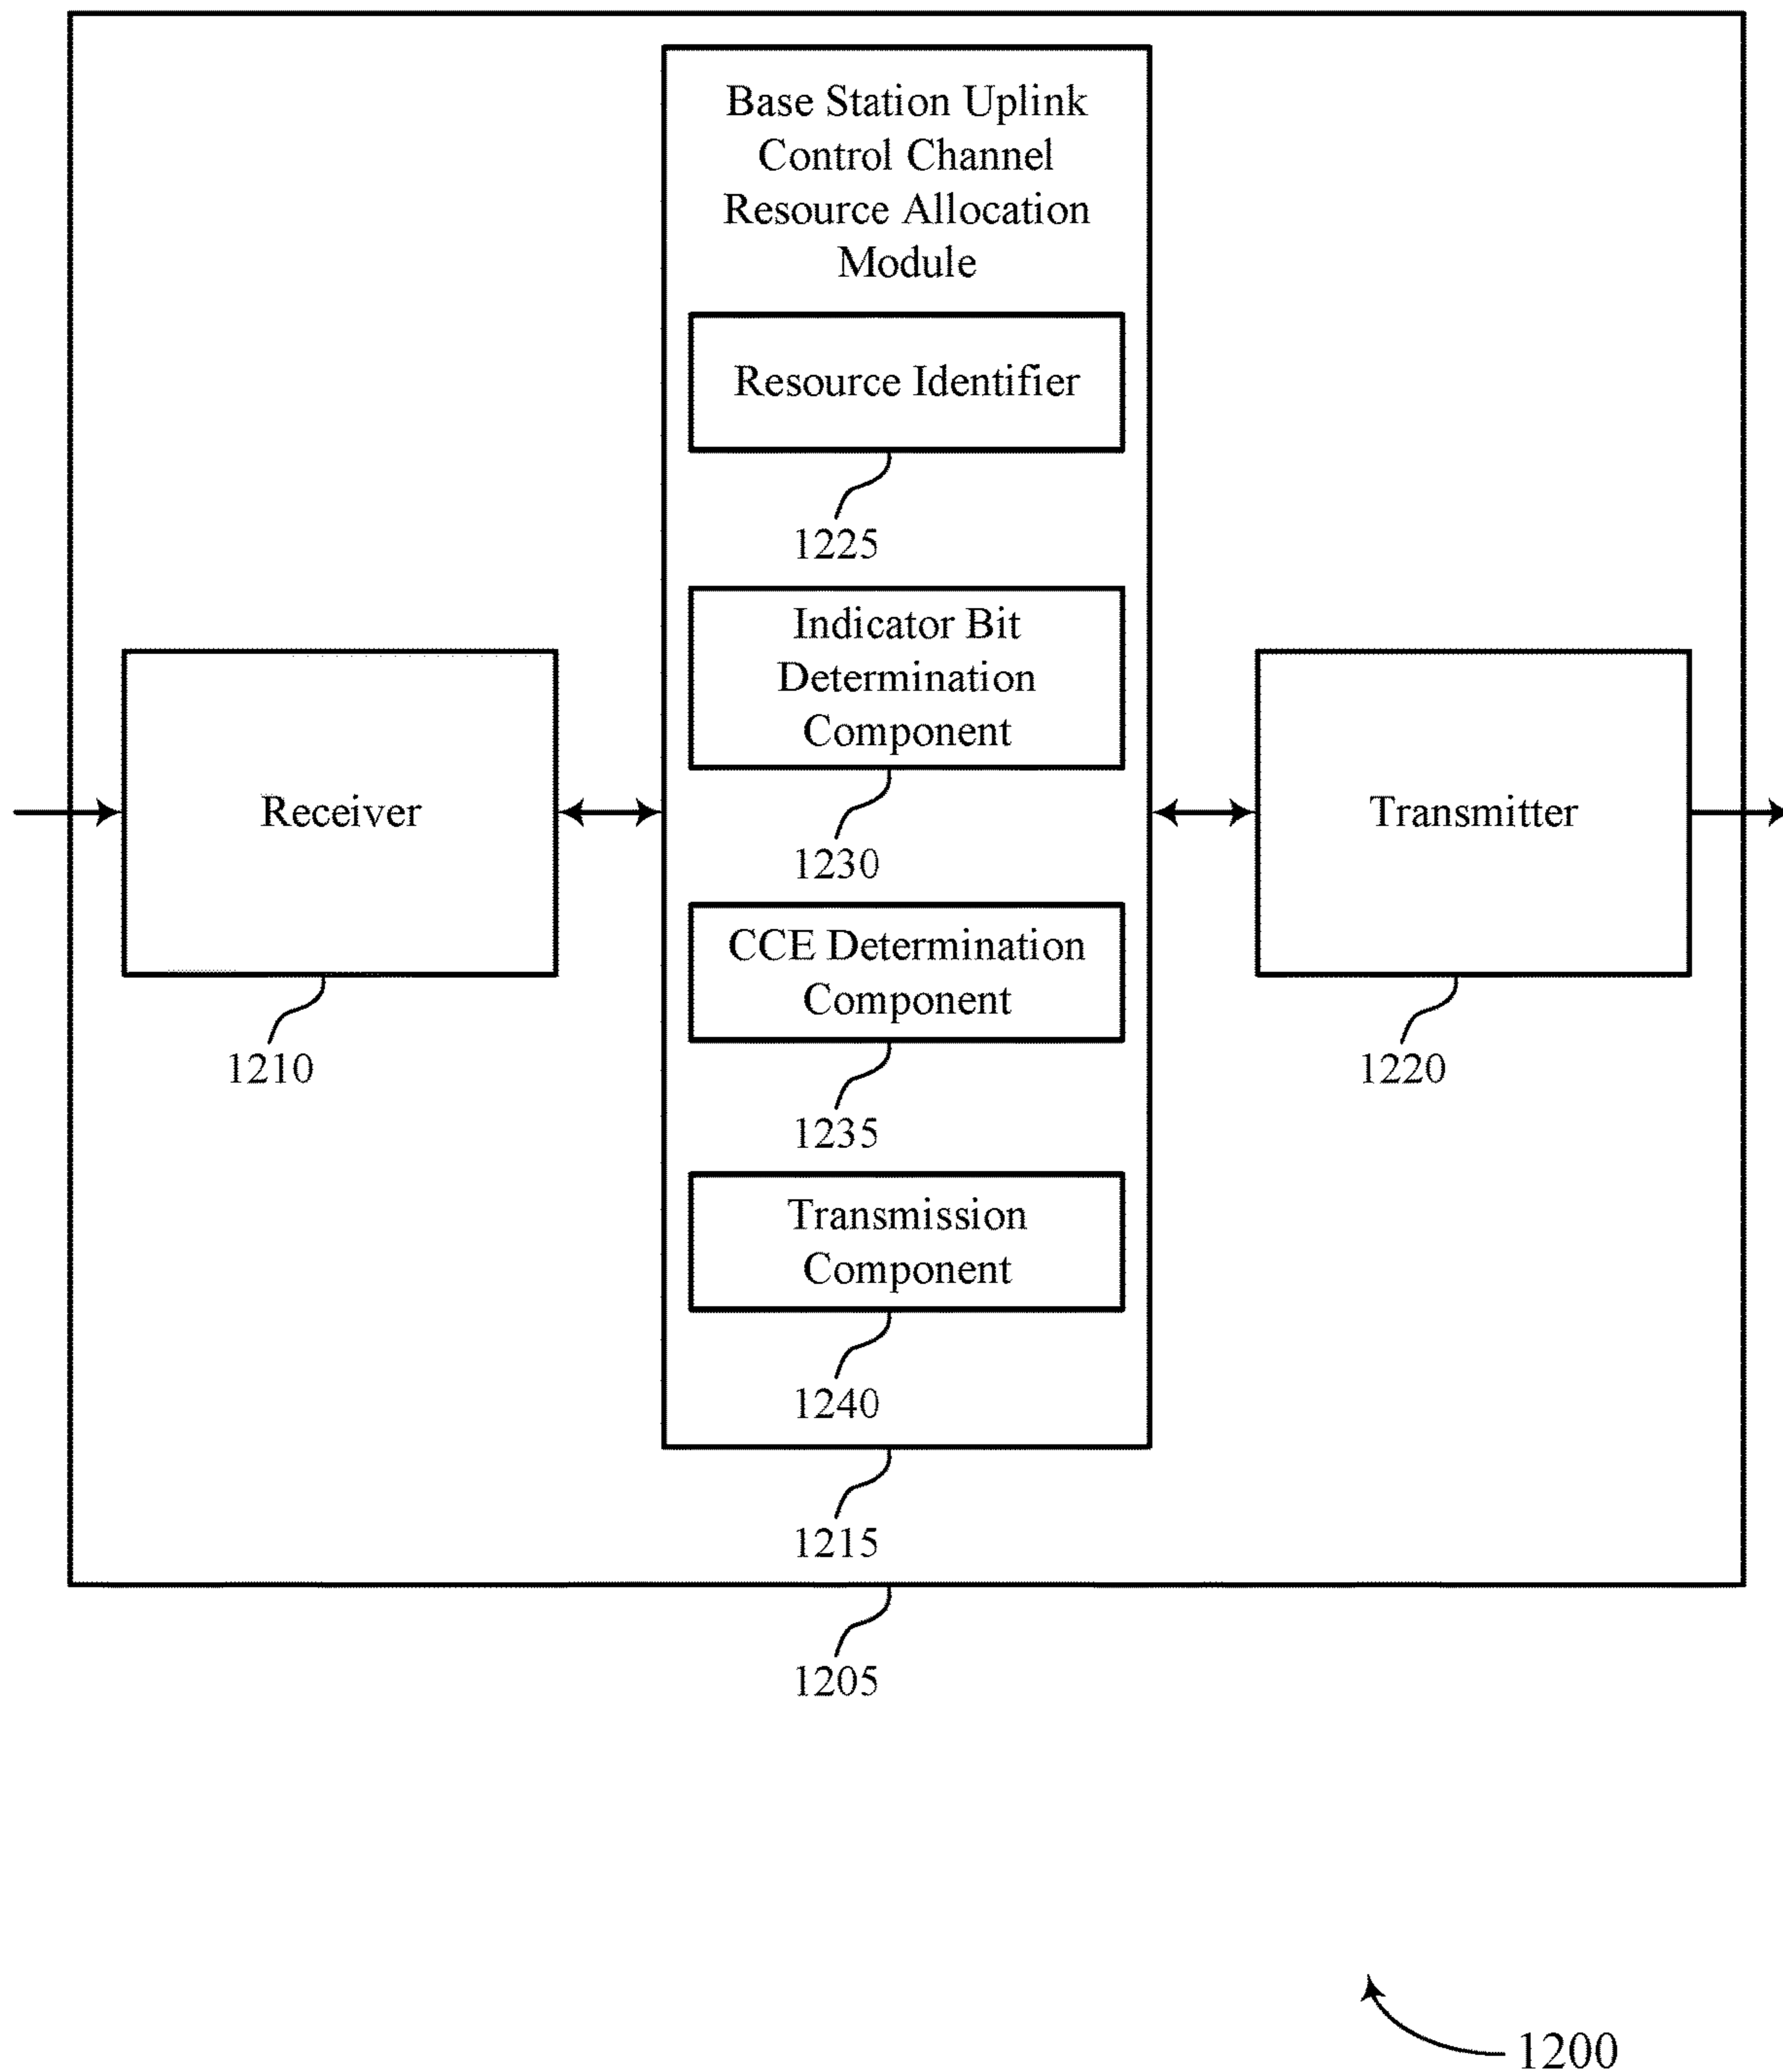 Base Station Uplink
Control Channel
Resource Allocation
Module
Resource Identifier
1225
Indicator Bit
Determination
Component
1230
Receiver
1210
Transmitter
1220
CCE Determination
Component
1235
Transmission
Component
1240
1215
1205
1200